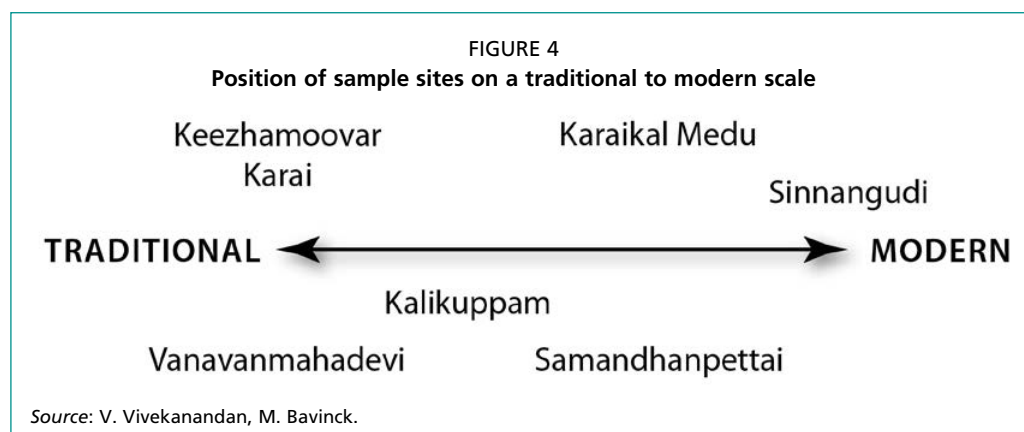 FIGURE 4
Position of sample sites on a traditional to modern scale
Keezhamoovar
Karai
Karaikal Medu
Sinnangudi
TRADITIONAL
MODERN
Kalikuppam
Vanavanmahadevi
Samandhanpettai
Source: V. Vivekanandan, M. Bavinck.